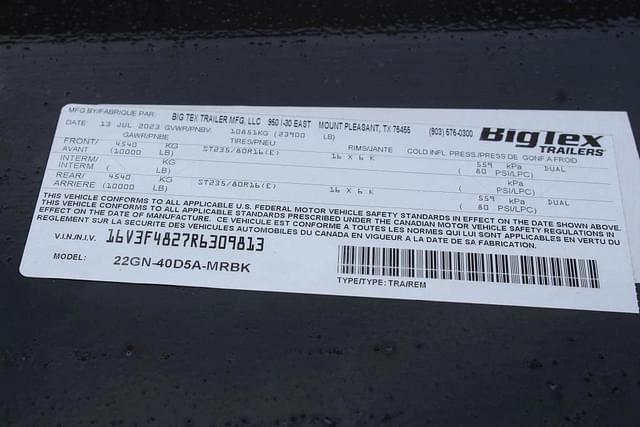 MFG BY/FABRIQUE PAR: BIG TEX TRAILER MFG, LLC 950 I-30 EAST MOUNT PLEASANT, TX 75455 (903) 575-0300 BigTex TRAILERS
DATE: 13 JUL 2023 GVWR/PNBV: 10851KG (23900 LB)
GAWR/PNBE TIRES/PNEU: RIMS/JANTE COLD INFL PRESS/PRESS.DE GONF A FROID
FRONT/ 4540 KG ST235/80R16(E) 16 X 6 K 559 kPa DUAL
AVANT (10000 LB) ( 80 PSI/LPC)
INTERM/ KG kPa
INTERM. ( LB) ( PSI/LPC)
REAR/ 4540 KG ST235/80R16(E) 16 X 6 K 559 kPa DUAL
ARRIERE (10000 LB) ( 80 PSI/LPC)
THIS VEHICLE CONFORMS TO ALL APPLICABLE U.S. FEDERAL MOTOR VEHICLE SAFETY STANDARDS IN EFFECT ON THE DATE SHOWN ABOVE.
THIS VEHICLE CONFORMS TO ALL APPLICABLE STANDARDS PRESCRIBED UNDER THE CANADIAN MOTOR VEHICLE SAFETY REGULATIONS IN
EFFECT ON THE DATE OF MANUFACTURE. CE VEHICULE EST CONFORME A TOUTES LES NORMES QUI LUI SONT APPLICABLES EN VERTU DU
REGLEMENT SUR LA SECURITE DES VEHICULES AUTOMOBILES DU CANADA EN VIGUEUR A LA DATE DE SA FABRICATION.
V.I.N./N.I.V. 16V3F4827R6309813
MODEL: 22GN-40D5A-MRBK
TYPE/TYPE: TRA/REM